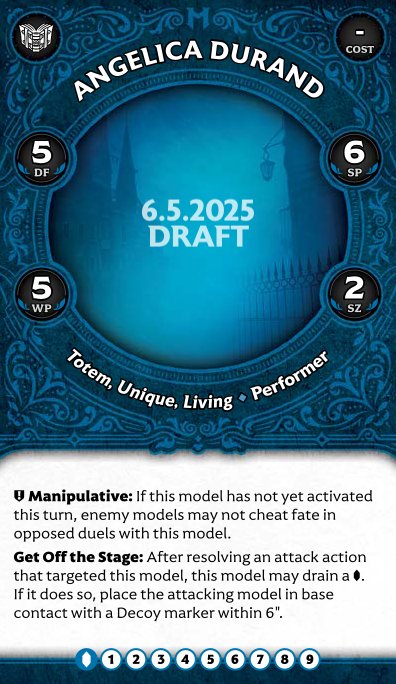 ANGELICA DURAND
-
COST
5
DF
6
SP
6.5.2025
DRAFT
5
WP
2
SZ
Totem, Unique, Living Performer
Manipulative: If this model has not yet activated
this turn, enemy models may not cheat fate in
opposed duels with this model.
Get Off the Stage: After resolving an attack action
that targeted this model, this model may drain a .
If it does so, place the attacking model in base
contact with a Decoy marker within 6".
1 2 3 4 5 6 7 8 9